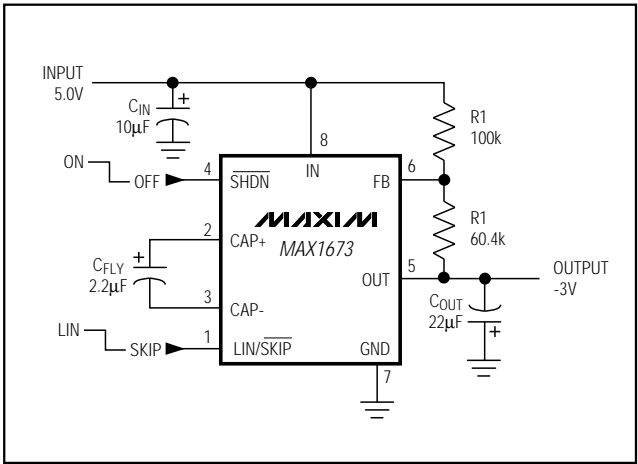 INPUT
5.0V
CIN
10µF
+
8
R1
100k
ON
OFF
4
SHDN
IN
FB
6
MAXIM
MAX1673
R1
60.4k
2
CAP+
+
CFLY
2.2µF
3
CAP-
OUT
5
OUTPUT
-3V
COUT
22µF
+
LIN
SKIP
1
LIN/SKIP
GND
7